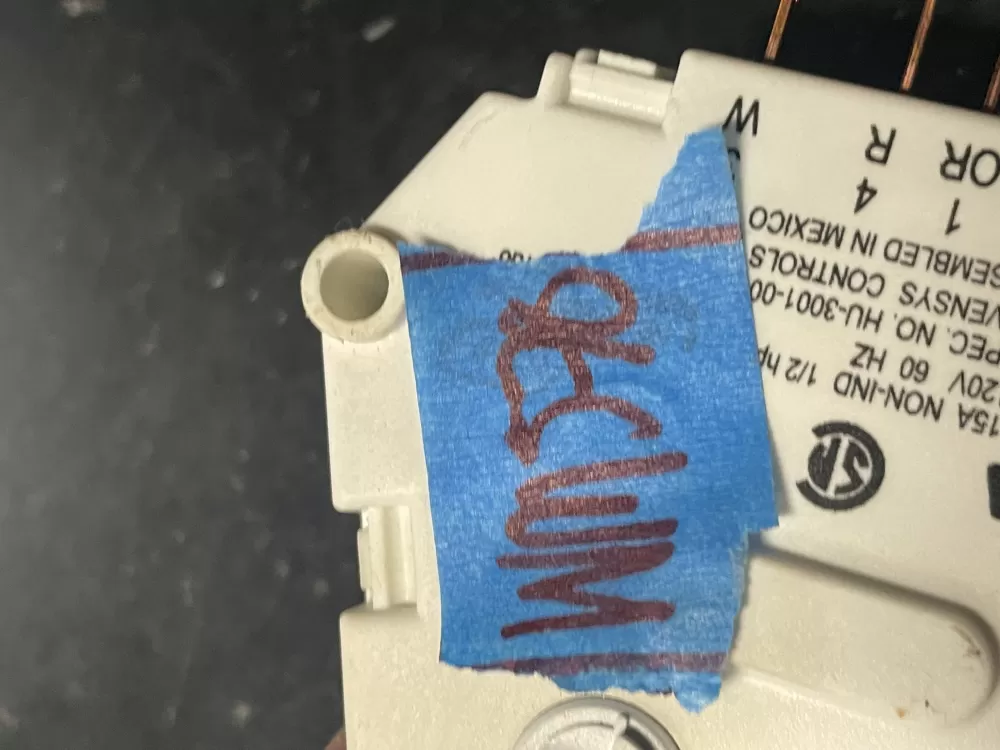 15A NON-IND 1/2 hp
20V 60 HZ
PEC. NO. HU-3001-00
VENSYS CONTROLS
SEMBLED IN MEXICO
1 4
OR R W